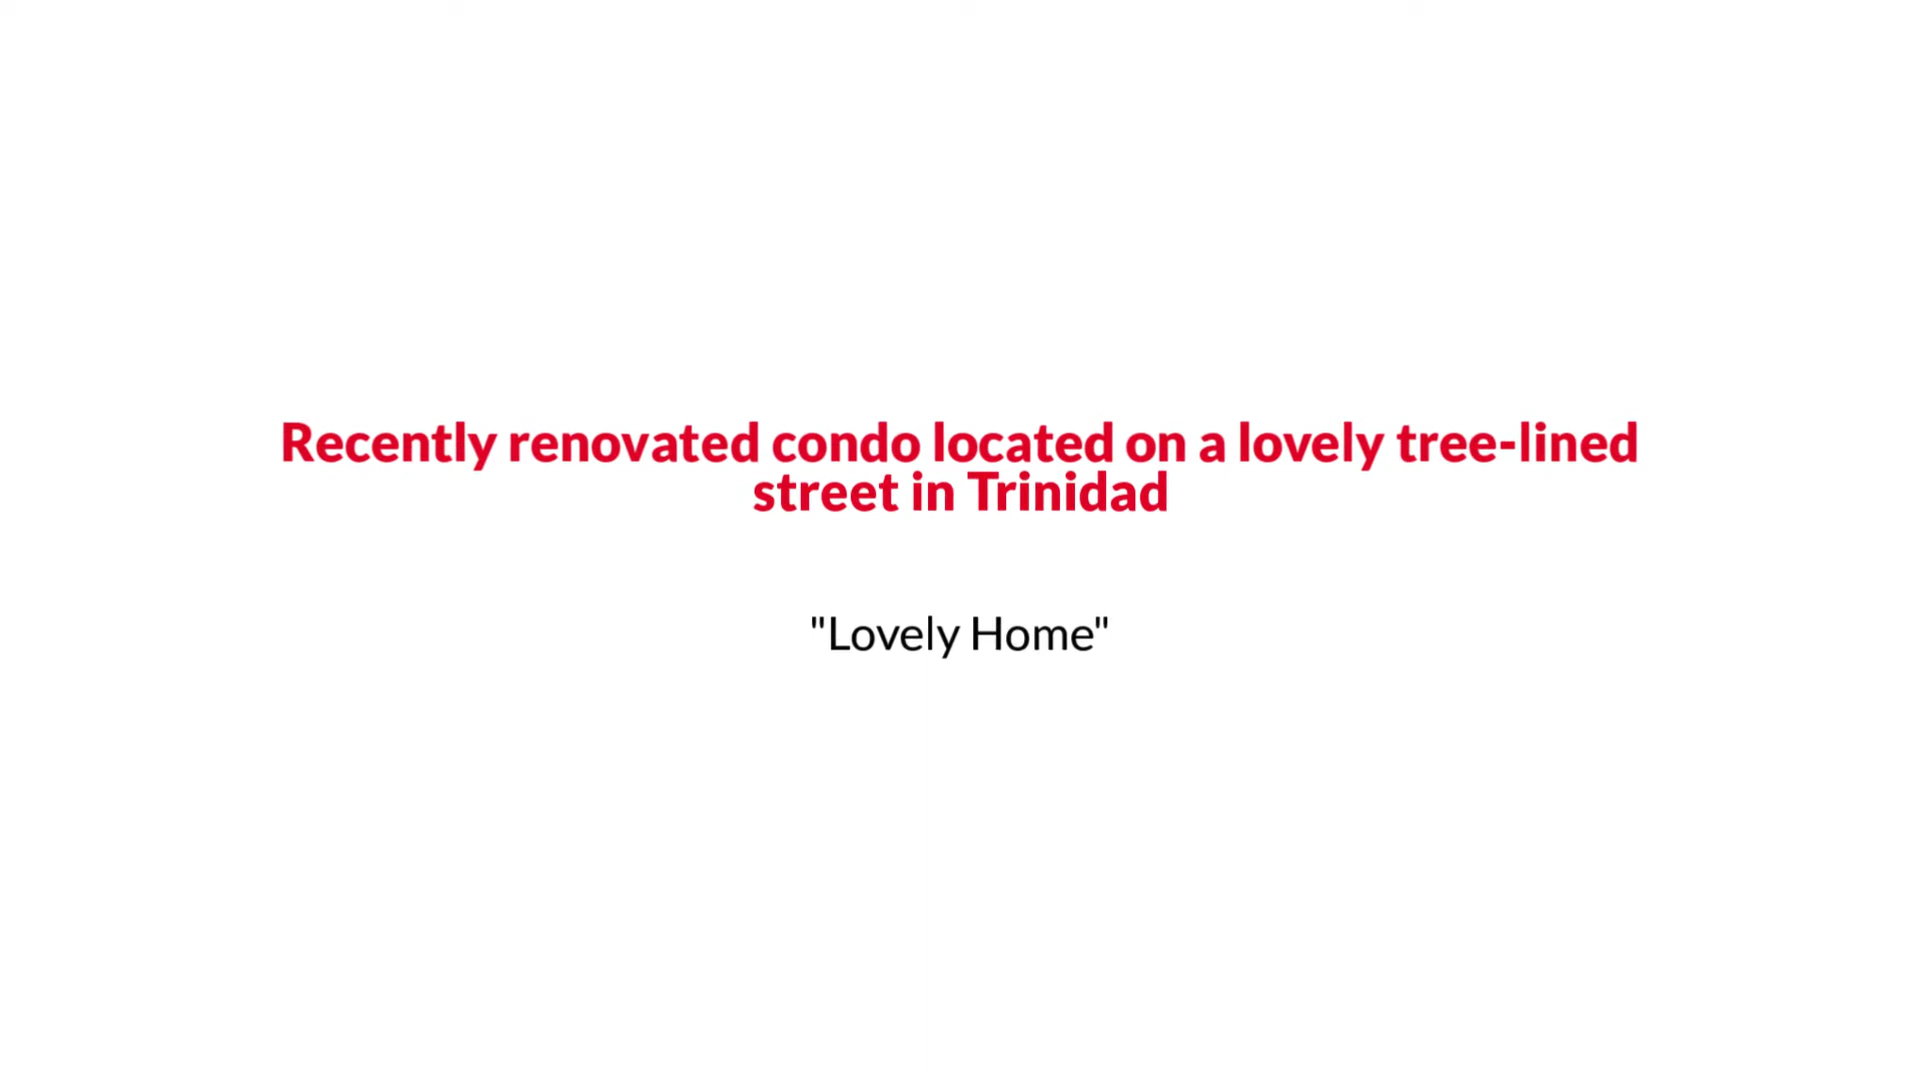 Recently renovated condo located on a lovely tree-lined
street in Trinidad
"Lovely Home"